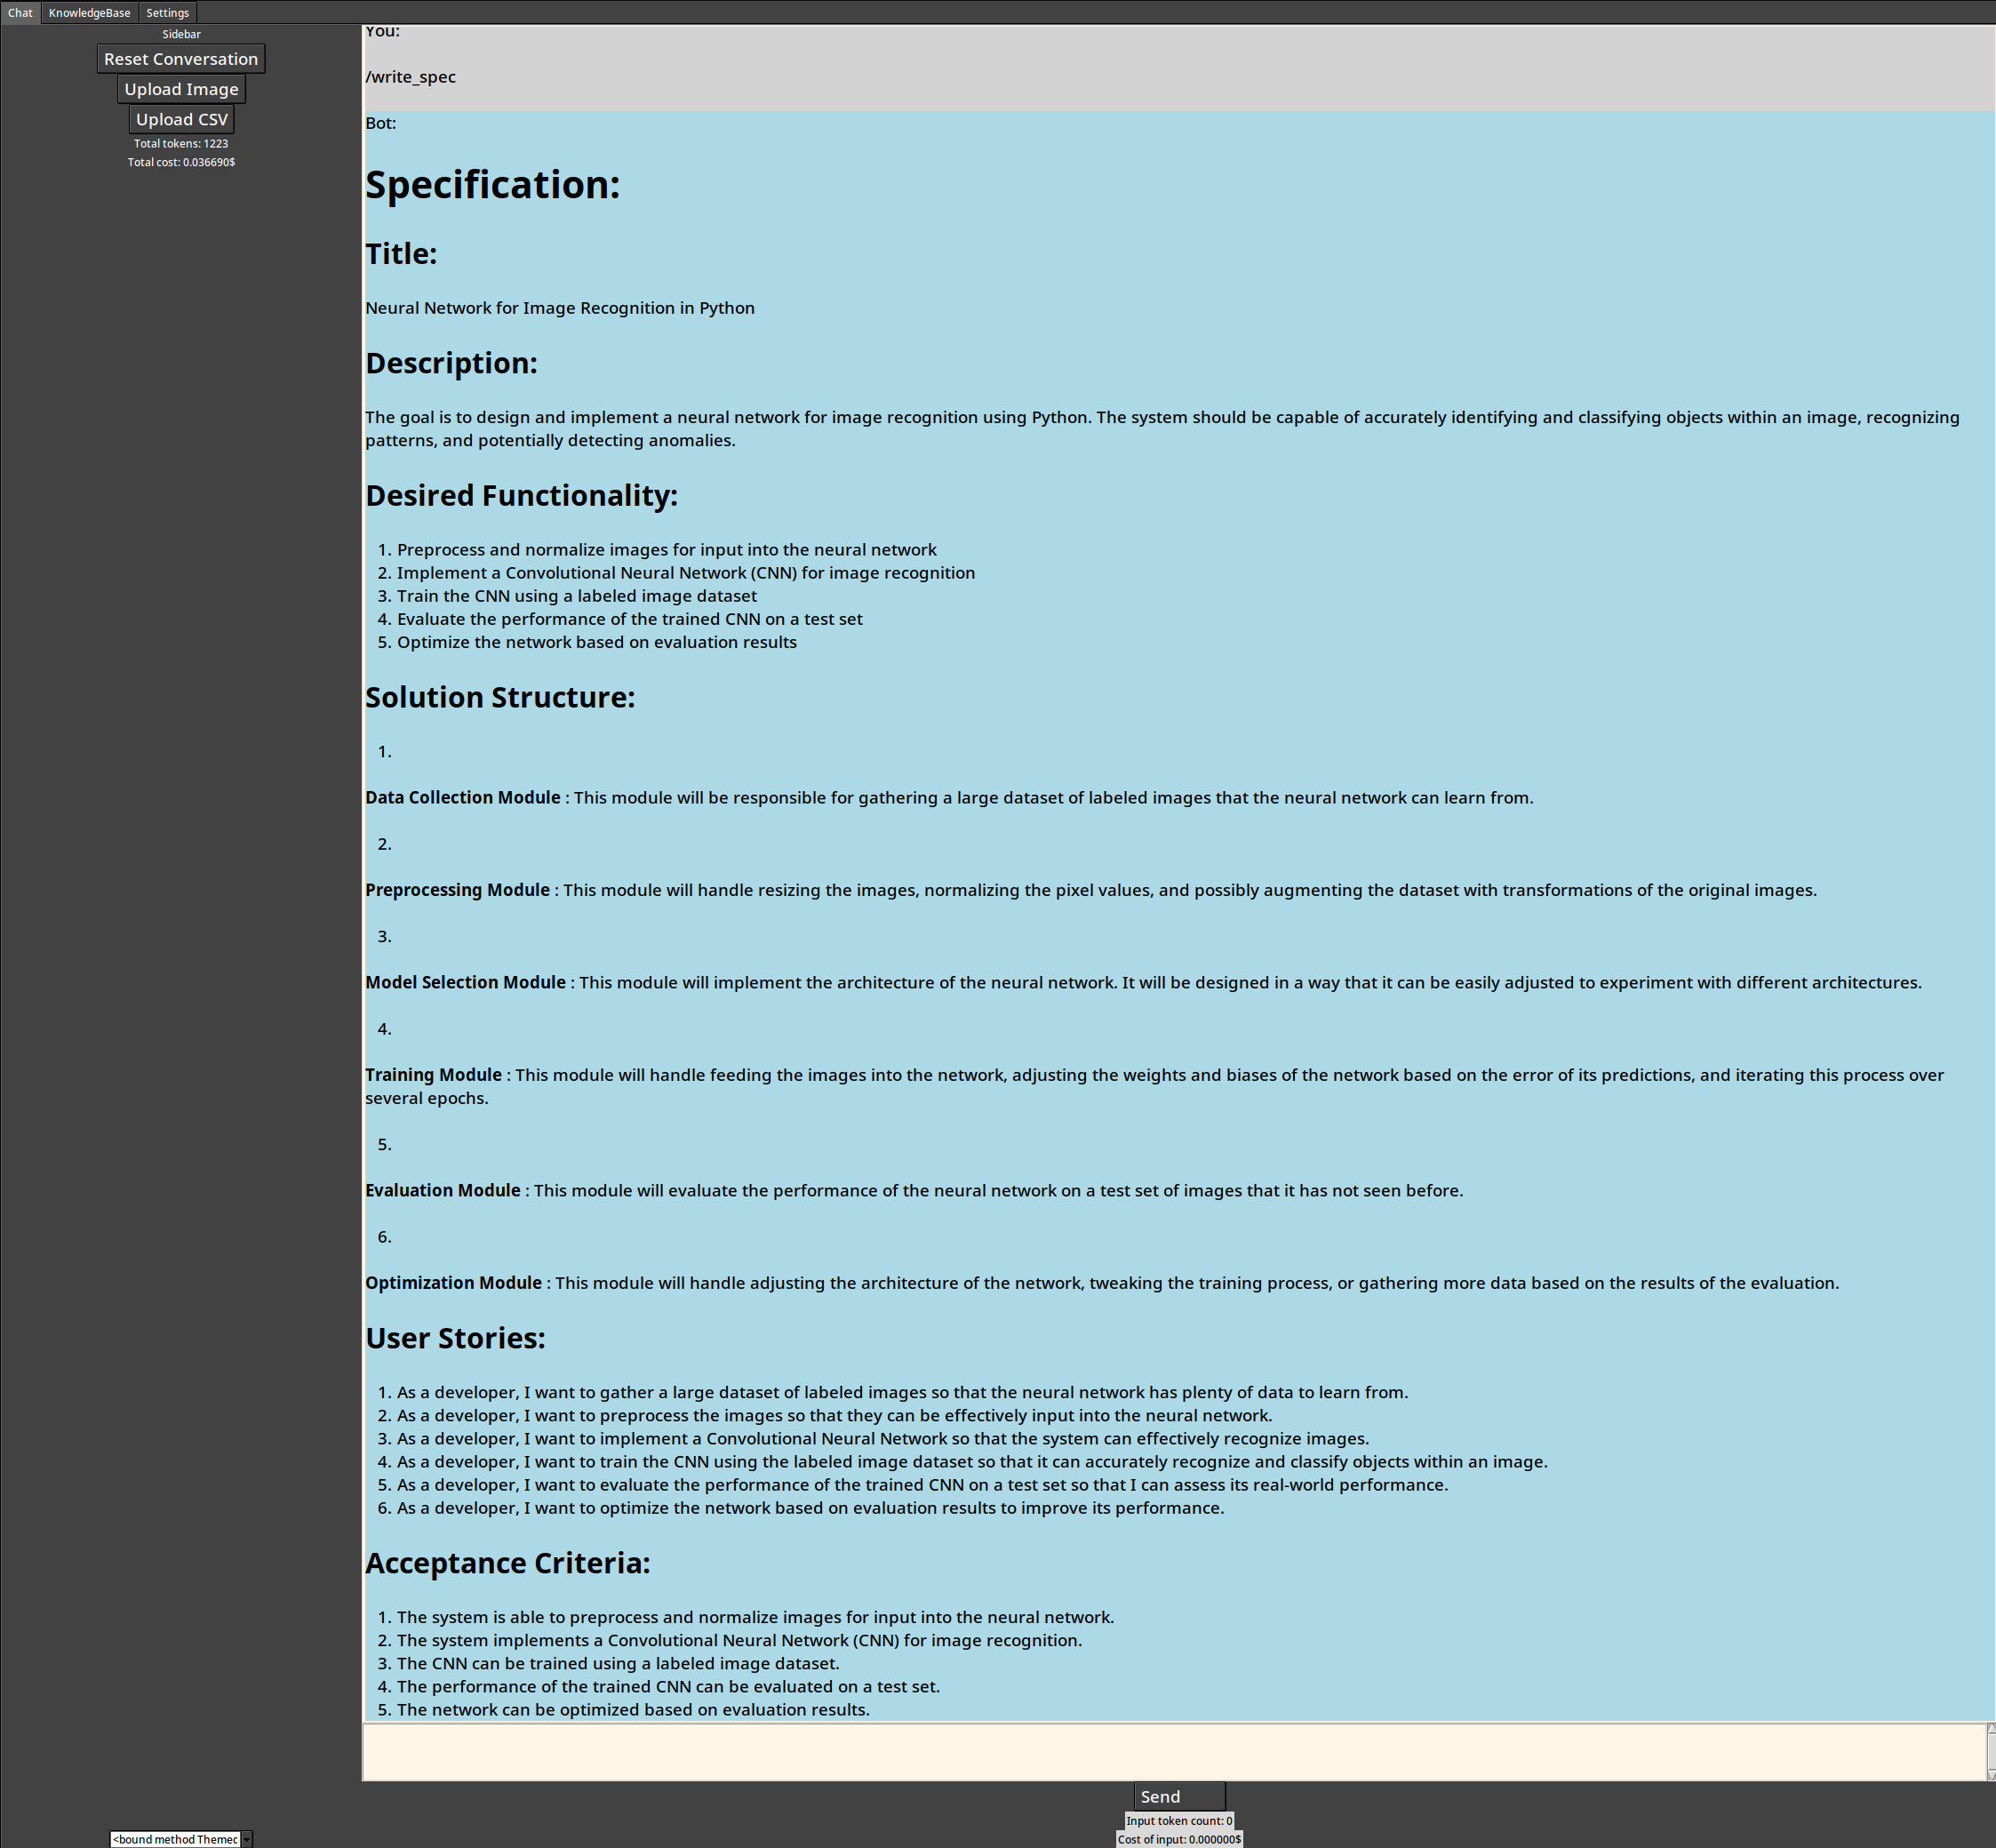 Chat KnowledgeBase Settings
Sidebar
Reset Conversation
Upload Image
Upload CSV
Total tokens: 1223
Total cost: 0.036690$
You:
/write_spec
Bot:
Specification:
Title:
Neural Network for Image Recognition in Python
Description:
The goal is to design and implement a neural network for image recognition using Python. The system should be capable of accurately identifying and classifying objects within an image, recognizing
patterns, and potentially detecting anomalies.
Desired Functionality:
1. Preprocess and normalize images for input into the neural network
2. Implement a Convolutional Neural Network (CNN) for image recognition
3. Train the CNN using a labeled image dataset
4. Evaluate the performance of the trained CNN on a test set
5. Optimize the network based on evaluation results
Solution Structure:
1.
Data Collection Module : This module will be responsible for gathering a large dataset of labeled images that the neural network can learn from.
2.
Preprocessing Module : This module will handle resizing the images, normalizing the pixel values, and possibly augmenting the dataset with transformations of the original images.
3.
Model Selection Module : This module will implement the architecture of the neural network. It will be designed in a way that it can be easily adjusted to experiment with different architectures.
4.
Training Module : This module will handle feeding the images into the network, adjusting the weights and biases of the network based on the error of its predictions, and iterating this process over
several epochs.
5.
Evaluation Module : This module will evaluate the performance of the neural network on a test set of images that it has not seen before.
6.
Optimization Module : This module will handle adjusting the architecture of the network, tweaking the training process, or gathering more data based on the results of the evaluation.
User Stories:
1. As a developer, I want to gather a large dataset of labeled images so that the neural network has plenty of data to learn from.
2. As a developer, I want to preprocess the images so that they can be effectively input into the neural network.
3. As a developer, I want to implement a Convolutional Neural Network so that the system can effectively recognize images.
4. As a developer, I want to train the CNN using the labeled image dataset so that it can accurately recognize and classify objects within an image.
5. As a developer, I want to evaluate the performance of the trained CNN on a test set so that I can assess its real-world performance.
6. As a developer, I want to optimize the network based on evaluation results to improve its performance.
Acceptance Criteria:
1. The system is able to preprocess and normalize images for input into the neural network.
2. The system implements a Convolutional Neural Network (CNN) for image recognition.
3. The CNN can be trained using a labeled image dataset.
4. The performance of the trained CNN can be evaluated on a test set.
5. The network can be optimized based on evaluation results.
Send
Input token count: 0
Cost of input: 0.000000$
<bound method Themec